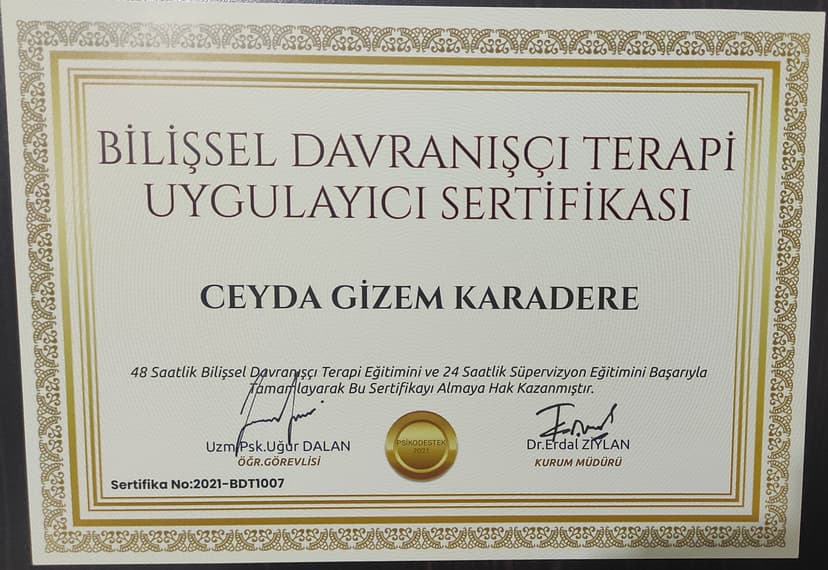 BİLİŞSEL DAVRANIŞÇI TERAPİ
UYGULAYICI SERTİFİKASI
CEYDA GİZEM KARADERE
48 Saatlik Bilişsel Davranışçı Terapi Eğitimini ve 24 Saatlik Süpervizyon Eğitimini Başarıyla
Tamamlayarak Bu Sertifikayı Almaya Hak Kazanmıştır.
Uzm.Psk.Uğur DALAN
ÖĞR.GÖREVLİSİ
PSİKODESTEK
2021
Dr.Erdal ZİYLAN
KURUM MÜDÜRÜ
Sertifika No:2021-BDT1007